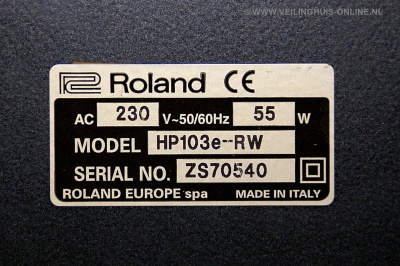 © WWW.VEILINGHUIS-ONLINE.NL
Roland CE
AC 230 V~50/60Hz 55 W
MODEL HP103e--RW
SERIAL NO. ZS70540
ROLAND EUROPE spa MADE IN ITALY